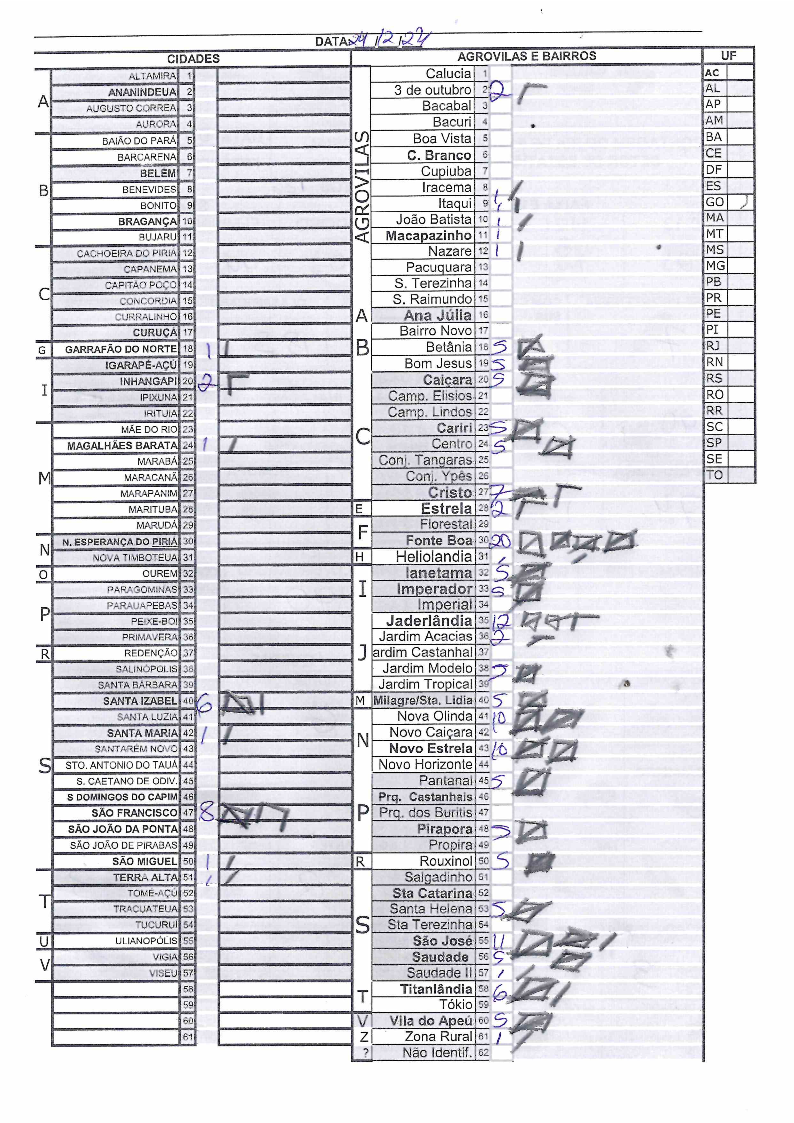 DATA: 24/12/24
CIDADES
A
ALTAMIRA 1
ANANINDEUA 2
AUGUSTO CORREA 3
AURORA 4
B
BAIÃO DO PARÁ 5
BARCARENA 6
BELÉM 7
BENEVIDES 8
BONITO 9
BRAGANÇA 10
BUJARU 11
C
CACHOEIRA DO PIRIA 12
CAPANEMA 13
CAPITÃO POÇO 14
CONCORDIA 15
CURRALINHO 16
CURUÇA 17
G GARRAFÃO DO NORTE 18 1
I
IGARAPÉ-AÇÚ 19
INHANGAPI 20 2
IPIXUNA 21
IRITUIA 22
M
MÃE DO RIO 23
MAGALHÃES BARATA 24 1
MARABÁ 25
MARACANÃ 26
MARAPANIM 27
MARITUBA 28
MARUDÁ 29
N
N. ESPERANÇA DO PIRIA 30
NOVA TIMBOTEUA 31
O OUREM 32
P
PARAGOMINAS 33
PARAUAPEBAS 34
PEIXE-BOI 35
PRIMAVERA 36
R REDENÇÃO 37
S
SALINÓPOLIS 38
SANTA BÁRBARA 39
SANTA IZABEL 40 6
SANTA LUZIA 41
SANTA MARIA 42 1
SANTARÉM NOVO 43
STO. ANTONIO DO TAUÁ 44
S. CAETANO DE ODIV. 45
S DOMINGOS DO CAPIM 46
SÃO FRANCISCO 47 8
SÃO JOÃO DA PONTA 48
SÃO JOÃO DE PIRABAS 49
SÃO MIGUEL 50 1
T
TERRA ALTA 51 1
TOMÉ-AÇÚ 52
TRACUATEUA 53
TUCURUI 54
U ULIANOPÓLIS 55
V
VIGIA 56
VISEU 57
58
59
60
61
AGROVILAS E BAIRROS
AGROVILAS
Calucia 1
3 de outubro 2 2
Bacabal 3
Bacuri 4
Boa Vista 5
C. Branco 6
Cupiuba 7
Iracema 8
Itaqui 9
João Batista 10 1
Macapazinho 11 1
Nazare 12 1
Pacuquara 13
S. Terezinha 14
S. Raimundo 15
A Ana Júlia 16
B
Bairro Novo 17
Betânia 18 5
Bom Jesus 19 5
C
Caiçara 20 5
Camp. Elísios 21
Camp. Lindos 22
Cariri 23 5
Centro 24 5
Conj. Tangaras 25
Conj. Ypês 26
Cristo 27 7
E Estrela 28 2
F
Florestal 29
Fonte Boa 30 20
H Heliolandia 31 1
I
Ianetama 32 5
Imperador 33 5
Imperial 34
J
Jaderlândia 35 12
Jardim Acacias 36 2
ardim Castanhal 37
Jardim Modelo 38 5
Jardim Tropical 39
M Milagre/Sta. Lidia 40 5
N
Nova Olinda 41 10
Novo Caiçara 42
Novo Estrela 43 10
Novo Horizonte 44
P
Pantanal 45 5
Prq. Castanhais 46
Prq. dos Buritis 47
Pirapora 48 5
Propira 49
R Rouxinol 50 5
S
Salgadinho 51
Sta Catarina 52
Santa Helena 53 5
Sta Terezinha 54
São José 55 11
Saudade 56 5
Saudade II 57 1
T
Titanlândia 58 6
Tókio 59
V Vila do Apeú 60 5
Z Zona Rural 61 1
? Não Identif. 62
UF
AC
AL
AP
AM
BA
CE
DF
ES
GO
MA
MT
MS
MG
PB
PR
PE
PI
RJ
RN
RS
RO
RR
SC
SP
SE
TO